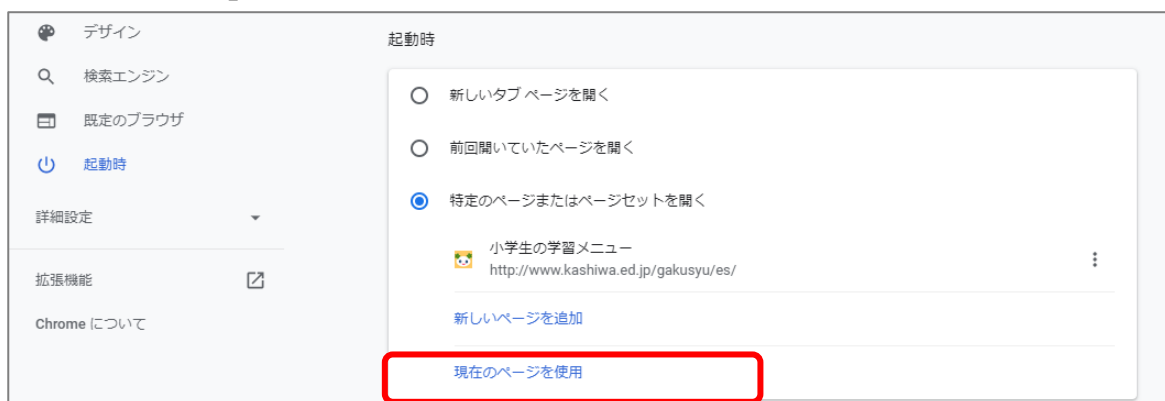 デザイン
検索エンジン
既定のブラウザ
起動時
詳細設定
拡張機能
Chrome について
起動時
新しいタブ ページを開く
前回開いていたページを開く
特定のページまたはページセットを開く
小学生の学習メニュー
http://www.kashiwa.ed.jp/gakusyu/es/
新しいページを追加
現在のページを使用